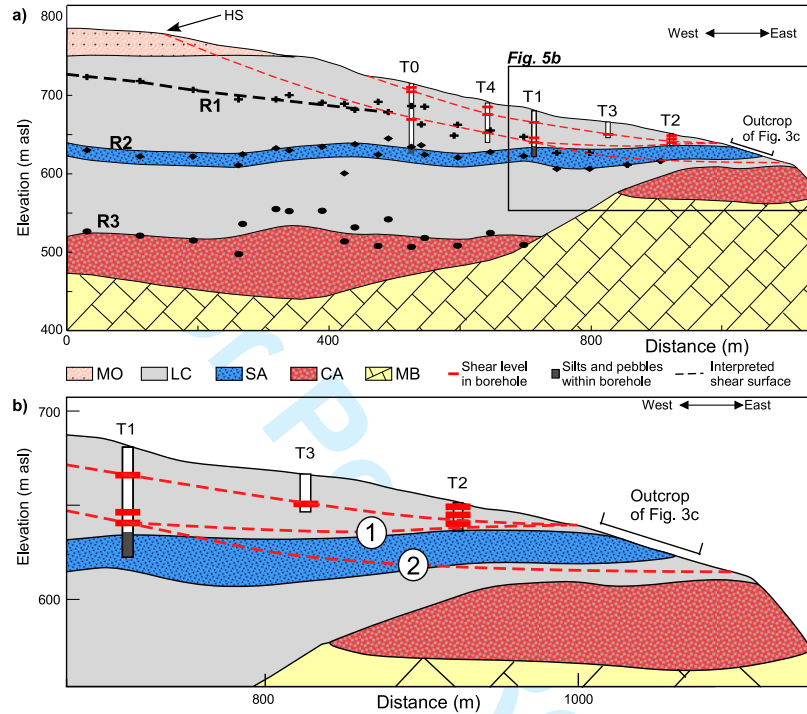 a)
800
HS
West East
Fig. 5b
T0
T4
T1
T3
T2
Outcrop
of Fig. 3c
700
R1
R2
600
R3
500
400
Elevation (m asl)
0
400
800
Distance (m)
MO
LC
SA
CA
MB
Shear level
in borehole
Silts and pebbles
within borehole
Interpreted
shear surface
b)
700
West East
T1
T3
T2
Outcrop
of Fig. 3c
1
2
600
Elevation (m asl)
800
1000
Distance (m)